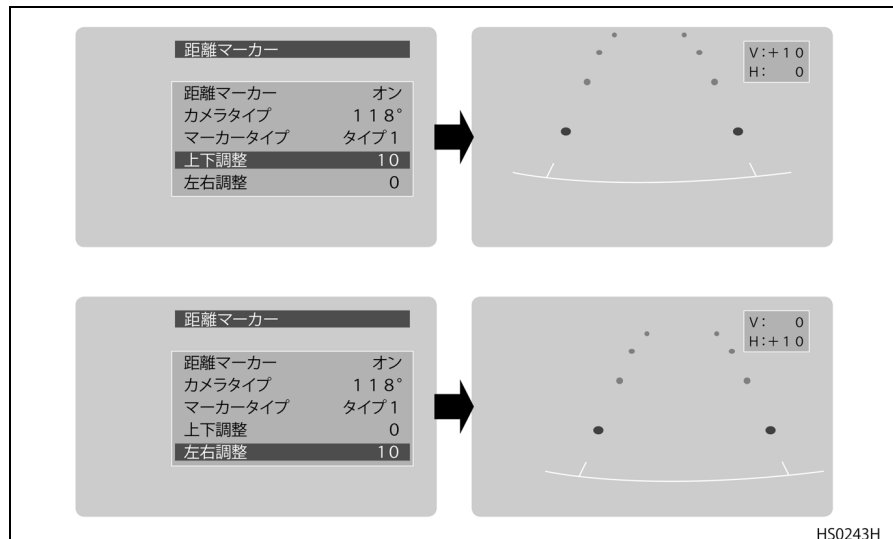 距離マーカー
距離マーカー オン
カメラタイプ 118°
マーカータイプ タイプ1
上下調整 10
左右調整 0
V:+10
H: 0
距離マーカー
距離マーカー オン
カメラタイプ 118°
マーカータイプ タイプ1
上下調整 0
左右調整 10
V: 0
H:+10
HS0243H